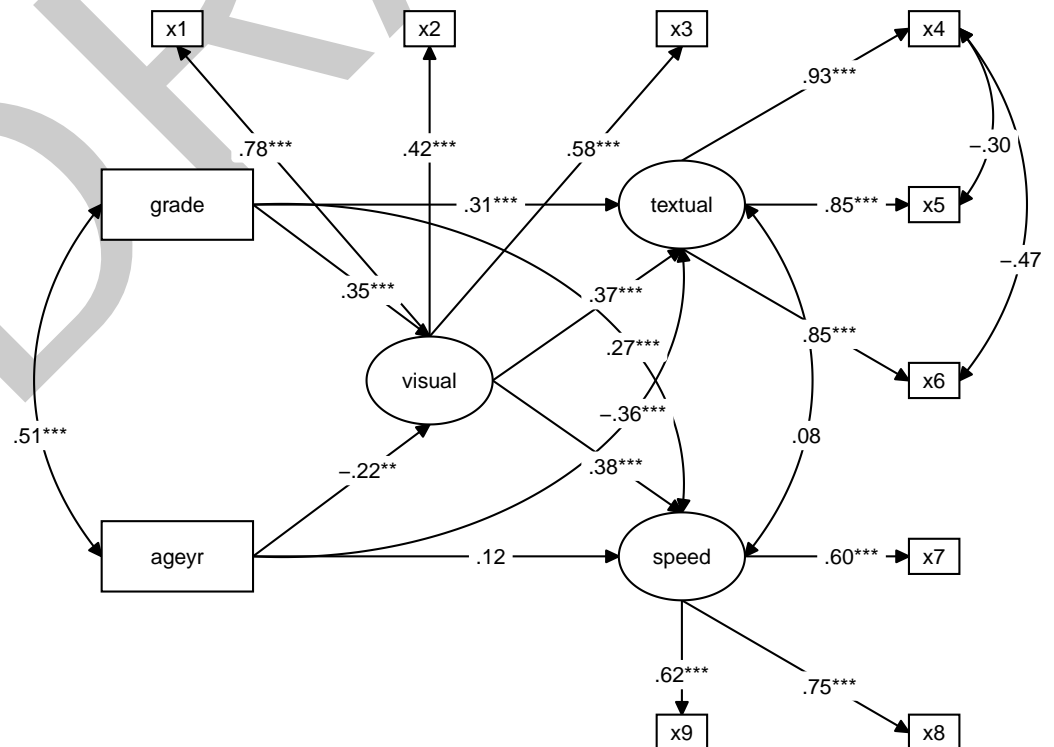 x1
x2
x3
x4
.93***
.78***
.42***
.58***
−.30
grade
.31***
textual
.85***
x5
−.47
.35***
.37***
.27***
.85***
visual
x6
−.36***
.51***
.08
−.22**
.38***
ageyr
.12
speed
.60***
x7
.62***
.75***
x9
x8